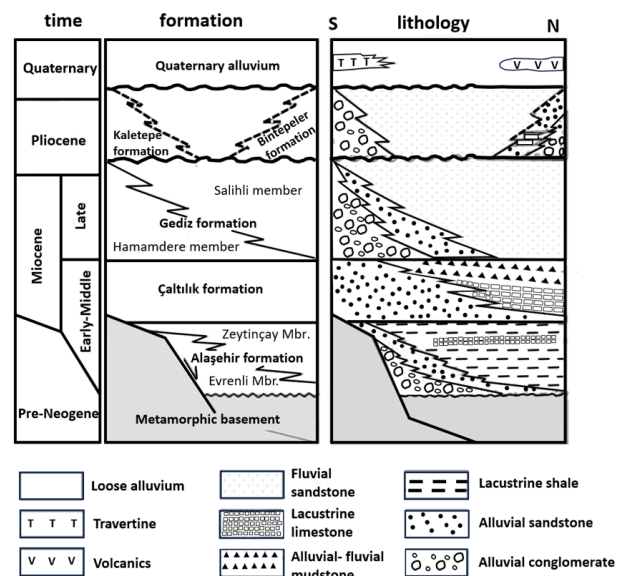 time
formation
S
lithology
N
Quaternary
Quaternary alluvium
T T T
V V V
Pliocene
Kaletepe
formation
Bintepeler
formation
Miocene
Late
Salihli member
Gediz formation
Hamamdere member
Early-Middle
Çaltılık formation
Zeytinçay Mbr.
Alaşehir formation
Evrenli Mbr.
Pre-Neogene
Metamorphic basement
Loose alluvium
Fluvial
sandstone
Lacustrine shale
T T T
Travertine
Lacustrine
limestone
Alluvial sandstone
V V V
Volcanics
Alluvial- fluvial
mudstone
Alluvial conglomerate